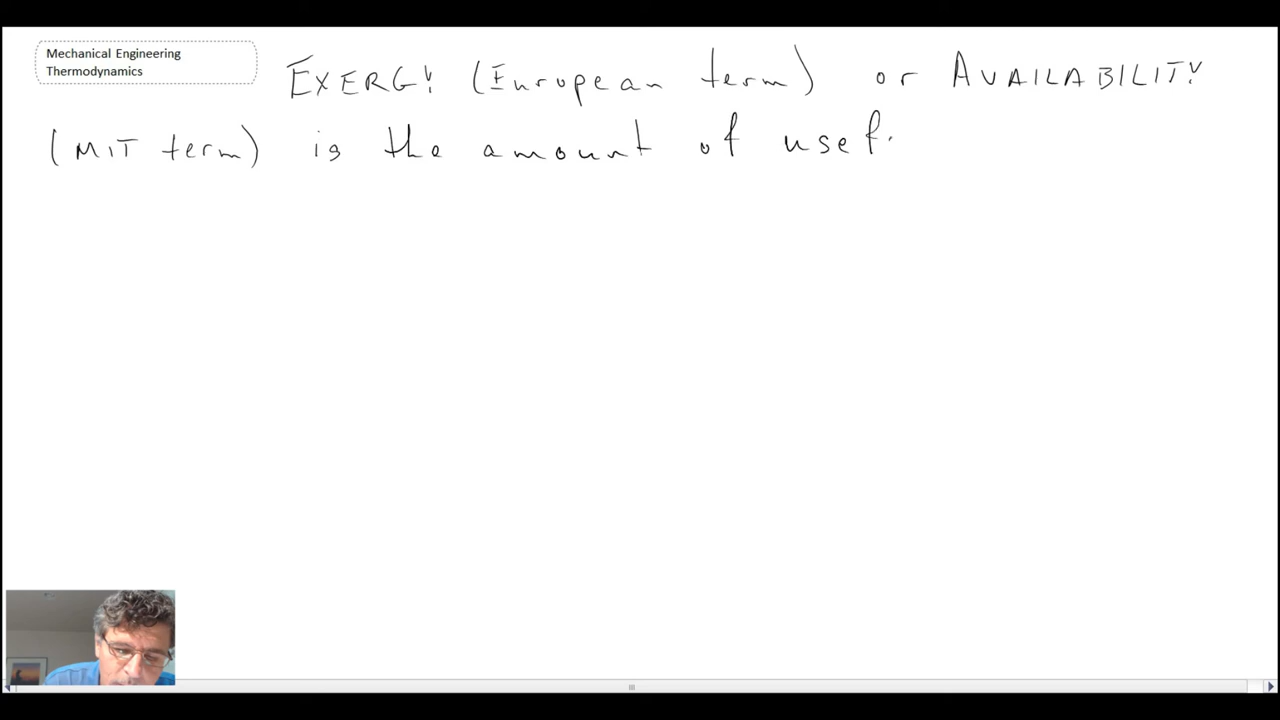 Mechanical Engineering
Thermodynamics
EXERGY (European term) or AVAILABILITY
(MIT term) is the amount of usef